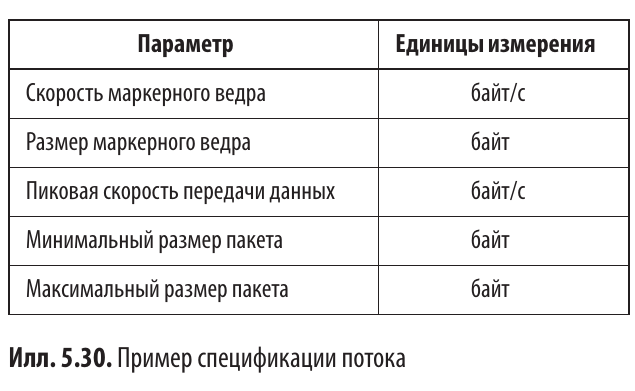 Параметр Единицы измерения
Скорость маркерного ведра байт/с
Размер маркерного ведра байт
Пиковая скорость передачи данных байт/с
Минимальный размер пакета байт
Максимальный размер пакета байт
Илл. 5.30. Пример спецификации потока